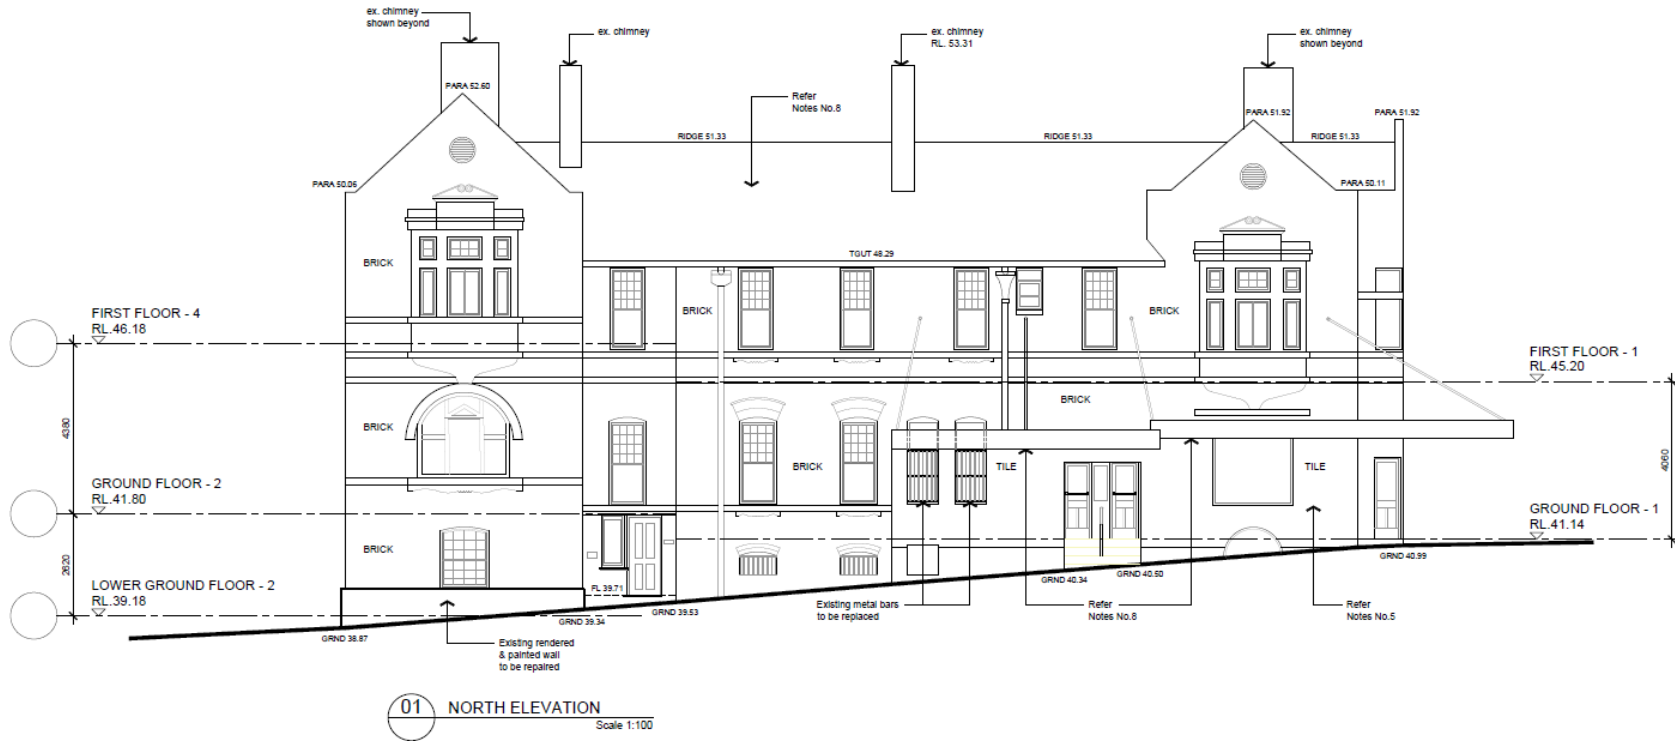 ex. chimney
shown beyond
ex. chimney
ex. chimney
RL. 53.31
ex. chimney
shown beyond
PARA 52.60
Refer
Notes No.8
PARA 51.92
PARA 51.92
RIDGE 51.33
RIDGE 51.33
RIDGE 51.33
PARA 50.06
PARA 50.11
TGUT 48.29
BRICK
BRICK
BRICK
FIRST FLOOR - 4
RL.46.18
FIRST FLOOR - 1
RL.45.20
BRICK
4380
BRICK
BRICK
TILE
TILE
4060
GROUND FLOOR - 2
RL.41.80
GROUND FLOOR - 1
RL.41.14
BRICK
2620
GRND 40.99
LOWER GROUND FLOOR - 2
RL.39.18
FL 39.71
GRND 40.34
GRND 40.50
GRND 38.87
GRND 39.34
GRND 39.53
Existing metal bars
to be replaced
Refer
Notes No.8
Refer
Notes No.5
Existing rendered
& painted wall
to be repaired
01 NORTH ELEVATION
Scale 1:100